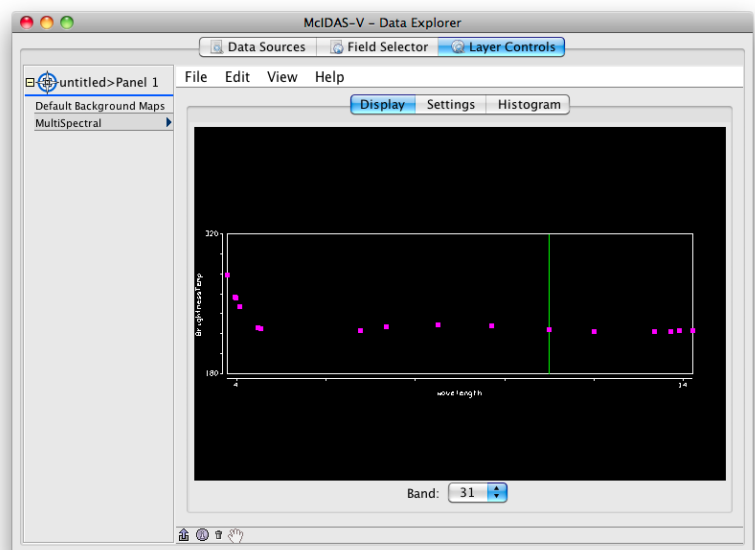 McIDAS-V – Data Explorer
Data Sources Field Selector Layer Controls
untitled>Panel 1
File Edit View Help
Default Background Maps
MultiSpectral
Display Settings Histogram
320
BrightnessTemp
180
4 14
wavelength
Band: 31